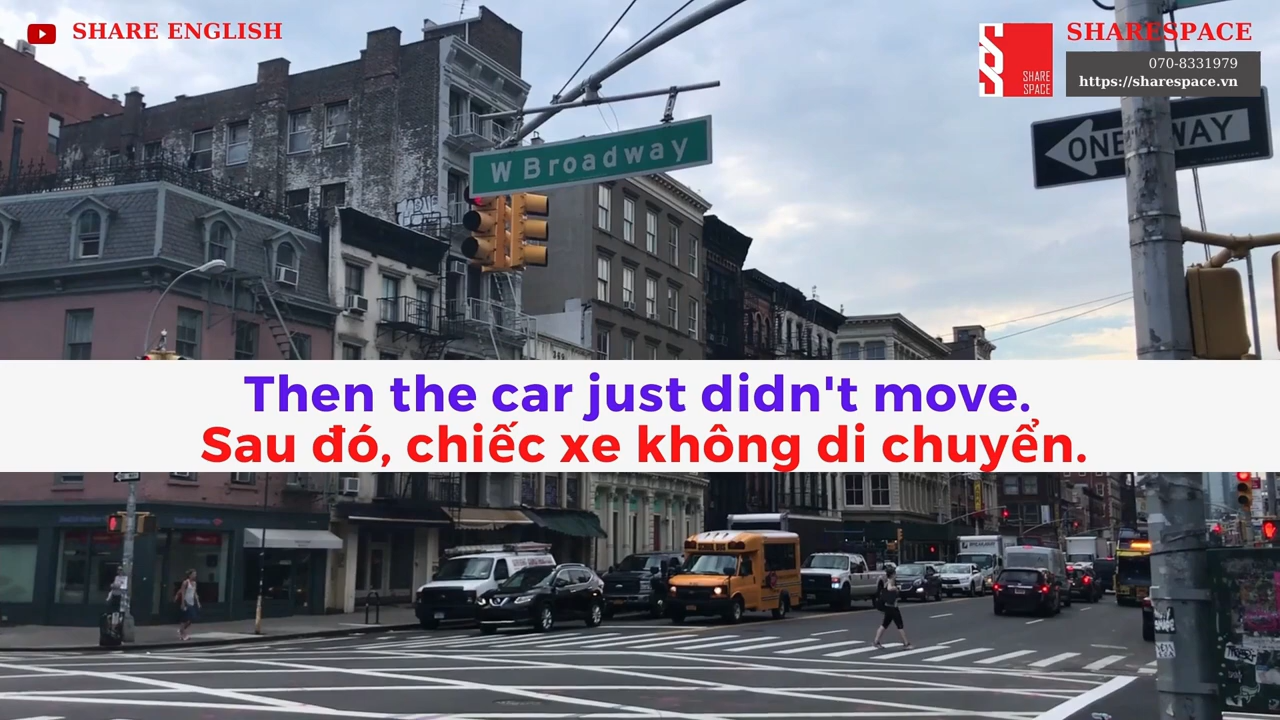 SHARE ENGLISH
SHARESPACE
070-8331979
https://sharespace.vn
SHARE
SPACE
W Broadway
ONE WAY
Then the car just didn't move.
Sau đó, chiếc xe không di chuyển.